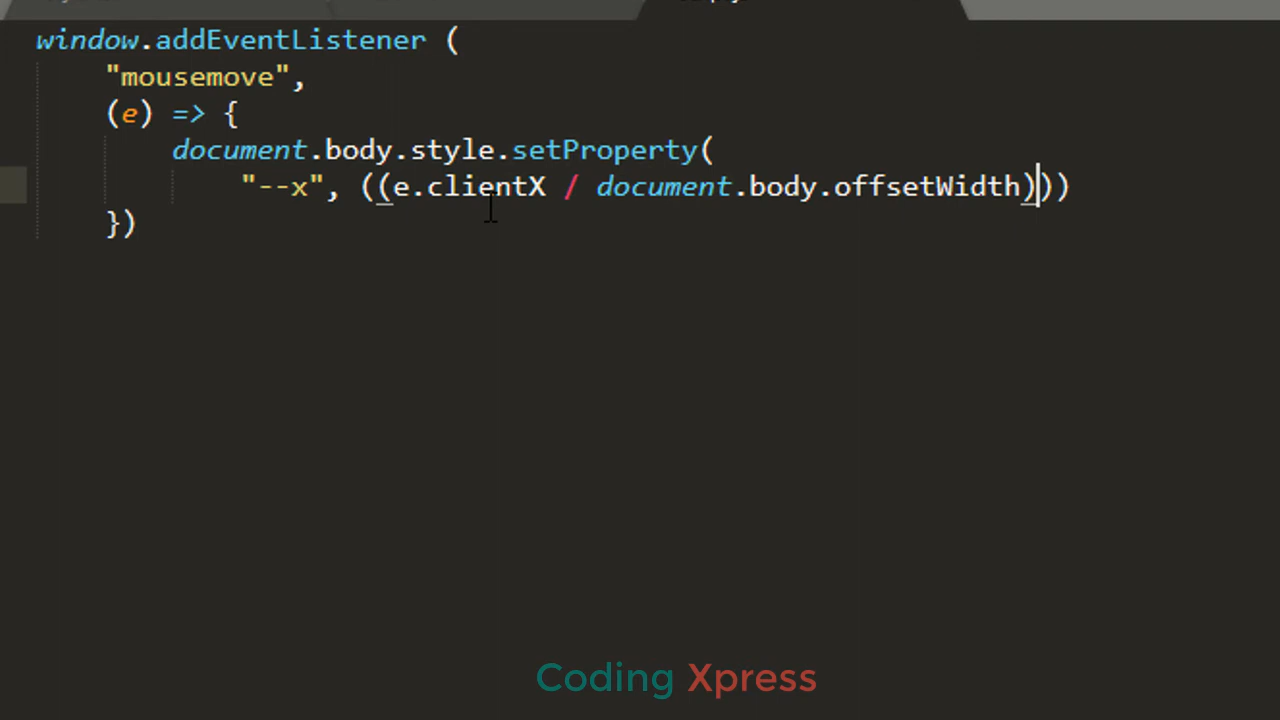 window.addEventListener (
"mousemove",
(e) => {
document.body.style.setProperty(
"--x", ((e.clientX / document.body.offsetWidth)))
})
Coding Xpress